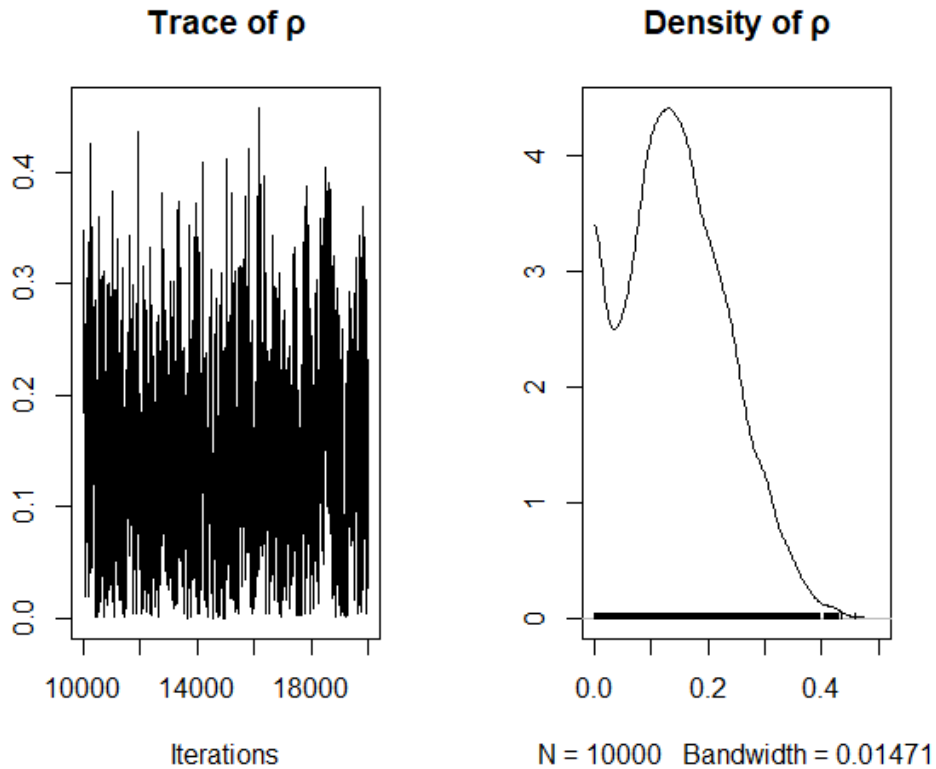 Trace of ρ
Density of ρ
0.4
0.3
0.2
0.1
0.0
10000 14000 18000
Iterations
4
3
2
1
0
0.0 0.2 0.4
N = 10000 Bandwidth = 0.01471